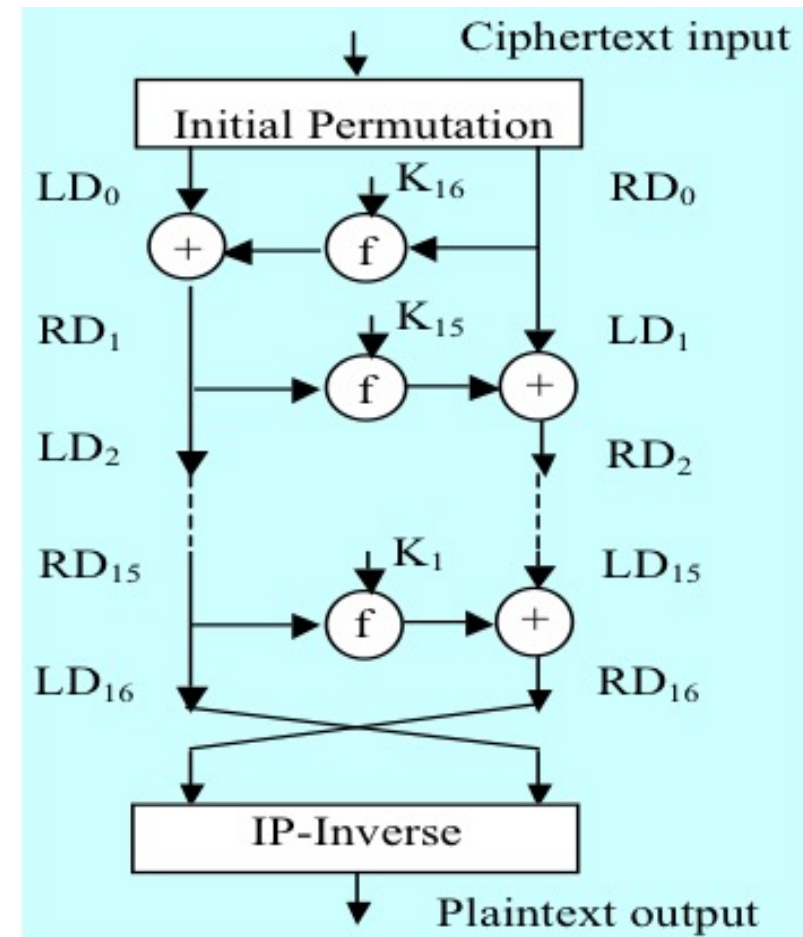 Ciphertext input
Initial Permutation
LD₀ K₁₆ RD₀
+ f
RD₁ K₁₅ LD₁
f +
LD₂ RD₂
RD₁₅ K₁ LD₁₅
f +
LD₁₆ RD₁₆
IP-Inverse
Plaintext output